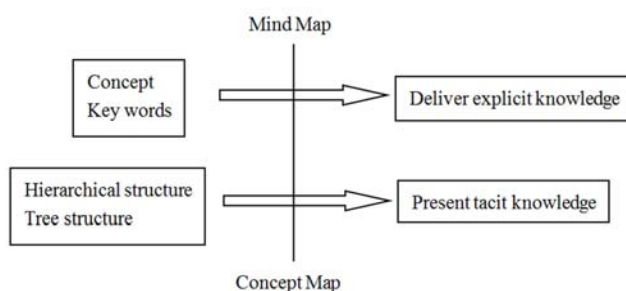 Mind Map
Concept
Key words
Deliver explicit knowledge
Hierarchical structure
Tree structure
Present tacit knowledge
Concept Map